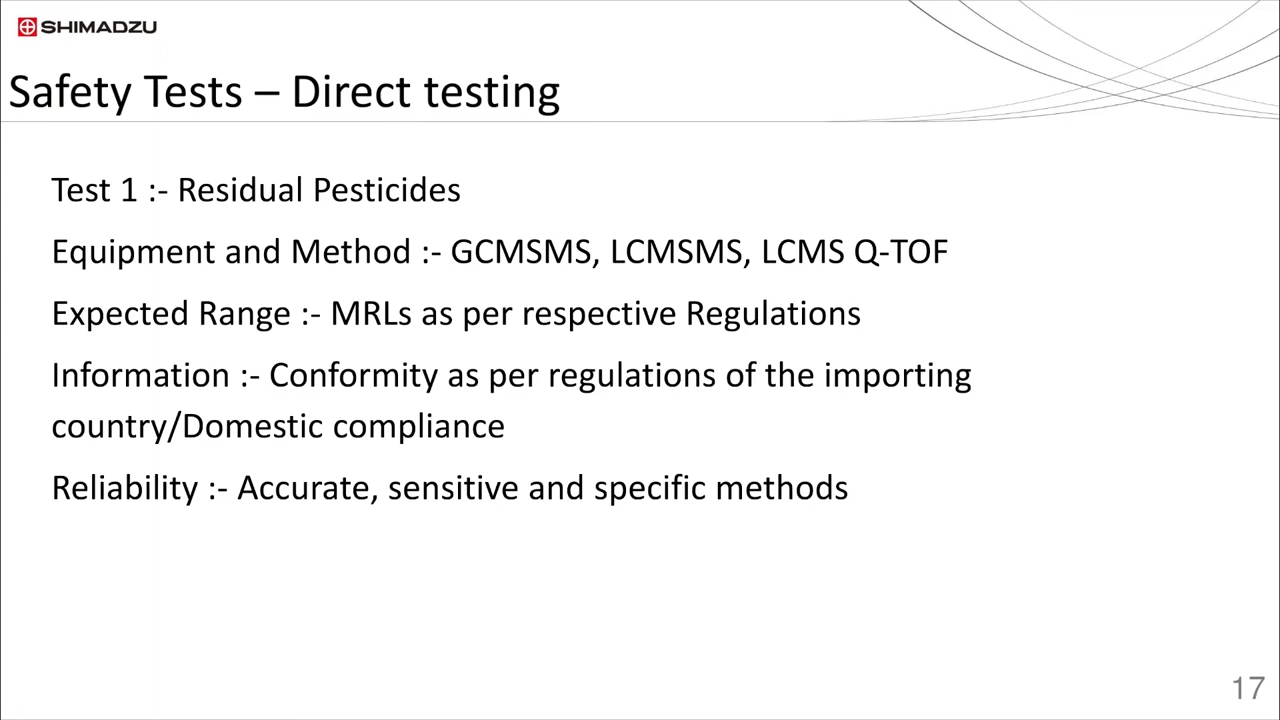 SHIMADZU
Safety Tests – Direct testing
Test 1 :- Residual Pesticides
Equipment and Method :- GCMSMS, LCMSMS, LCMS Q-TOF
Expected Range :- MRLs as per respective Regulations
Information :- Conformity as per regulations of the importing
country/Domestic compliance
Reliability :- Accurate, sensitive and specific methods
17